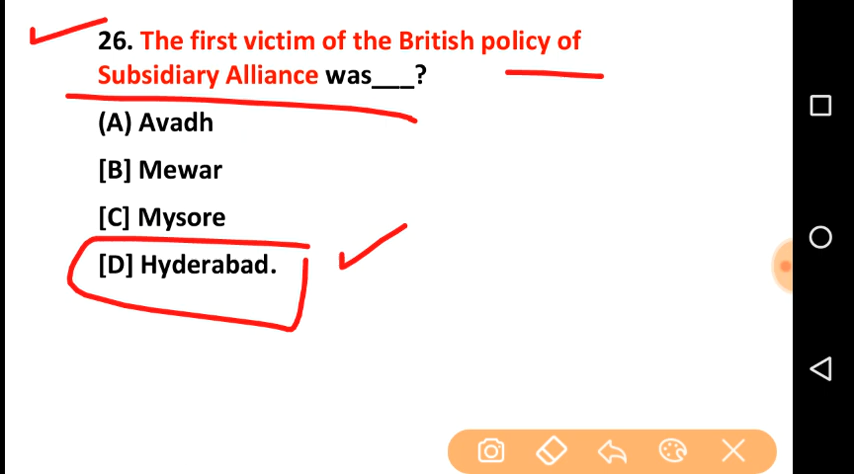 26. The first victim of the British policy of
Subsidiary Alliance was___?
(A) Avadh
[B] Mewar
[C] Mysore
[D] Hyderabad.